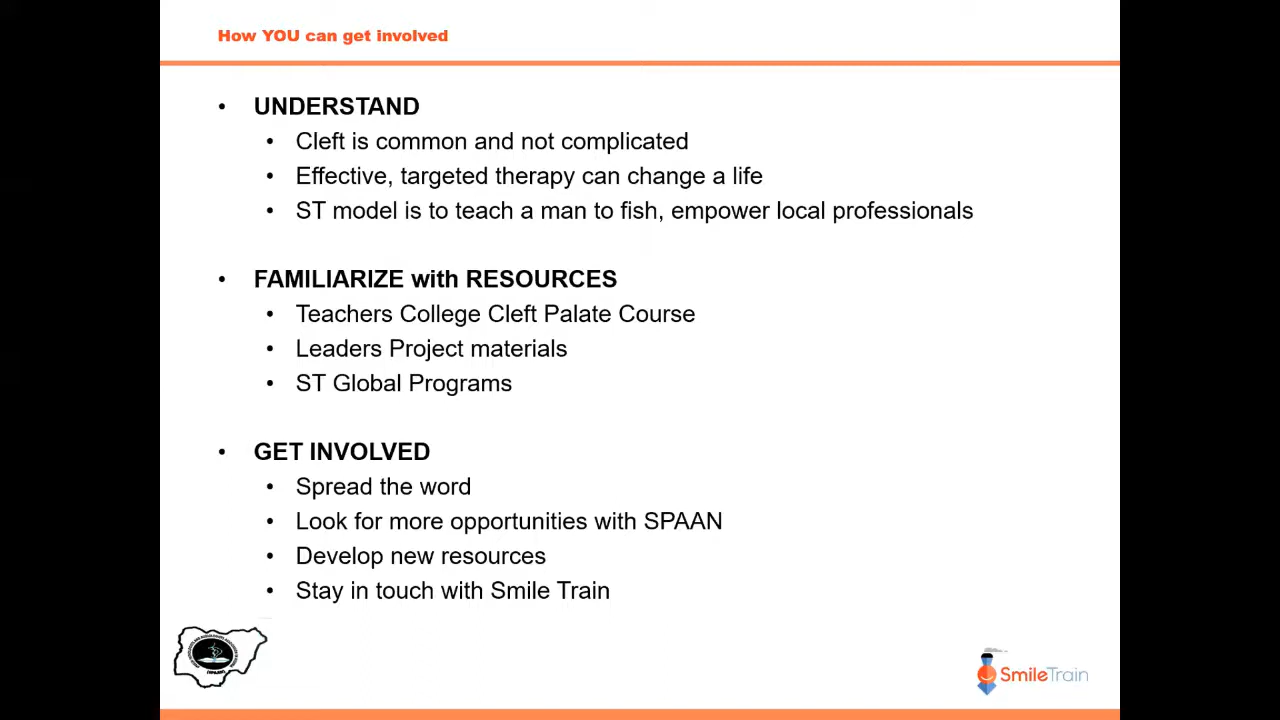 How YOU can get involved
• UNDERSTAND
• Cleft is common and not complicated
• Effective, targeted therapy can change a life
• ST model is to teach a man to fish, empower local professionals
• FAMILIARIZE with RESOURCES
• Teachers College Cleft Palate Course
• Leaders Project materials
• ST Global Programs
• GET INVOLVED
• Spread the word
• Look for more opportunities with SPAAN
• Develop new resources
• Stay in touch with Smile Train
SmileTrain